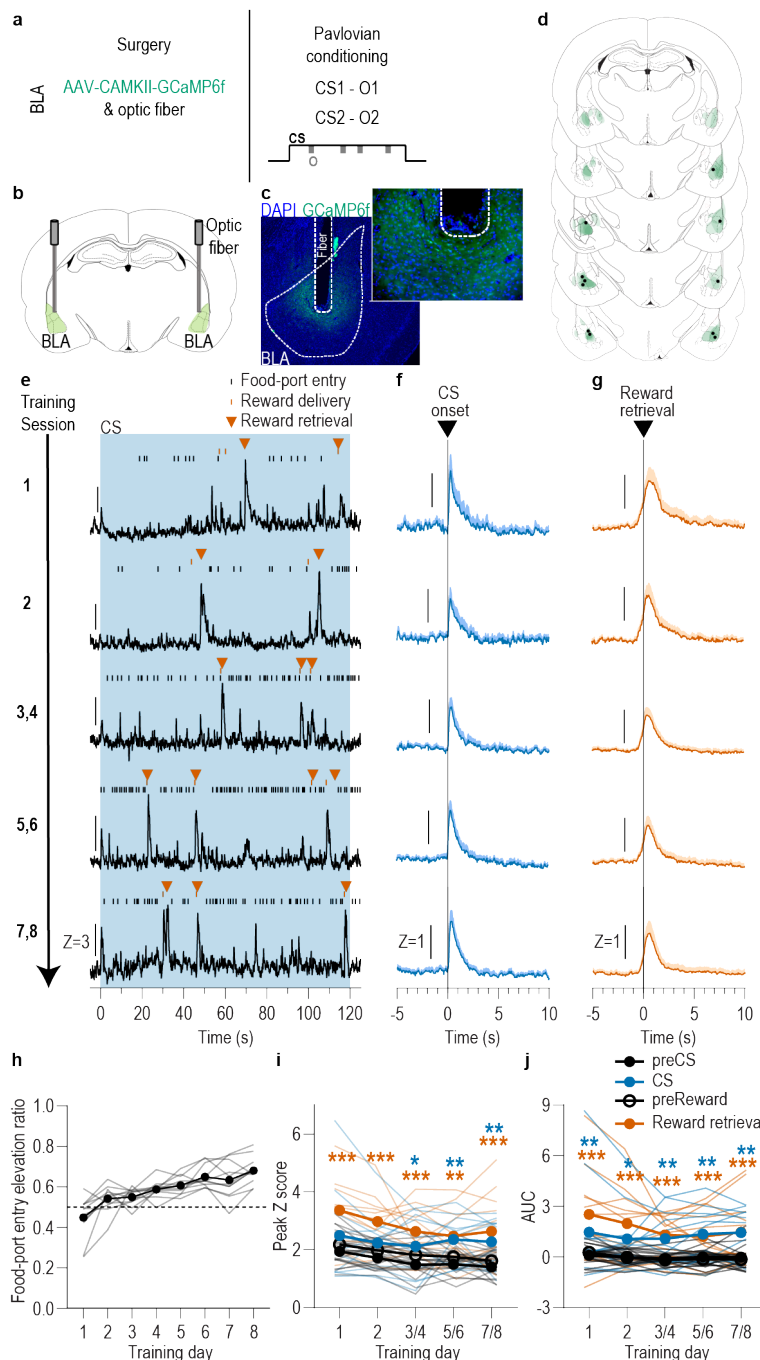 a
Surgery
BLA
AAV-CAMKII-GCaMP6f
& optic fiber
Pavlovian
conditioning
CS1 - O1
CS2 - O2
CS
O
b
Optic
fiber
BLA
BLA
c
DAPI GCaMP6f
Fiber
BLA
d
e
Training
Session
Food-port entry
Reward delivery
Reward retrieval
CS
1
2
3,4
5,6
7,8
Z=3
0 20 40 60 80 100 120
Time (s)
f
CS
onset
Z=1
-5 0 5 10
Time (s)
g
Reward
retrieval
Z=1
-5 0 5 10
Time (s)
h
Food-port entry elevation ratio
1.0
0.8
0.6
0.4
0.2
0.0
1 2 3 4 5 6 7 8
Training day
i
Peak Z score
6
4
2
0
*** *** * *** ** ** ** ***
1 2 3/4 5/6 7/8
Training day
j
preCS
CS
preReward
Reward retrieval
AUC
9
6
3
0
-3
** *** * *** ** *** ** *** ** ***
1 2 3/4 5/6 7/8
Training day